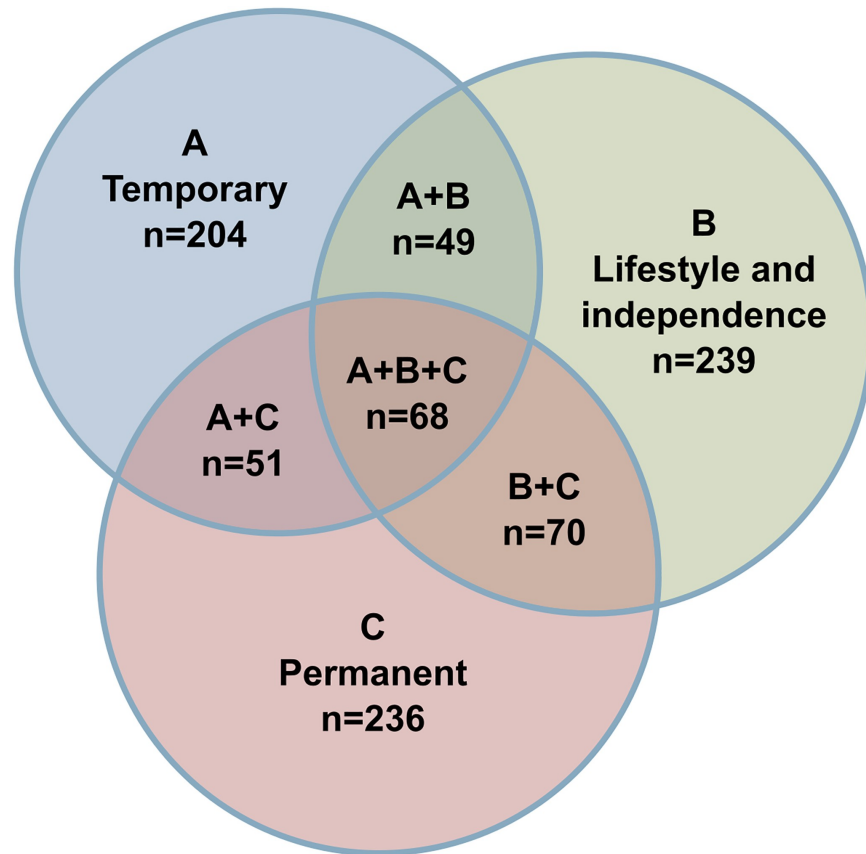 A
Temporary
n=204
A+B
n=49
B
Lifestyle and
independence
n=239
A+B+C
n=68
A+C
n=51
B+C
n=70
C
Permanent
n=236